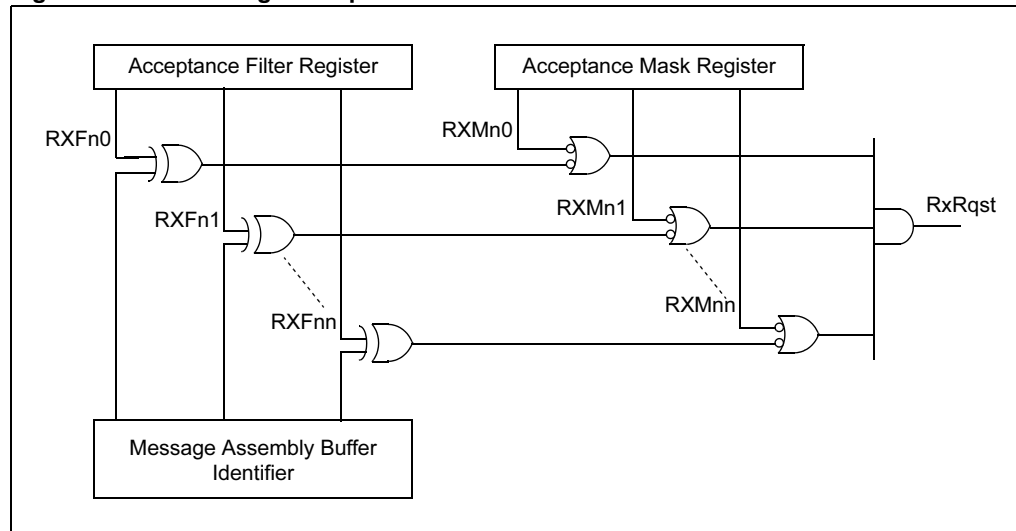 Acceptance Filter Register
Acceptance Mask Register
RXFn0
RXMn0
RXFn1
RXMn1
RxRqst
RXFnn
RXMnn
Message Assembly Buffer
Identifier